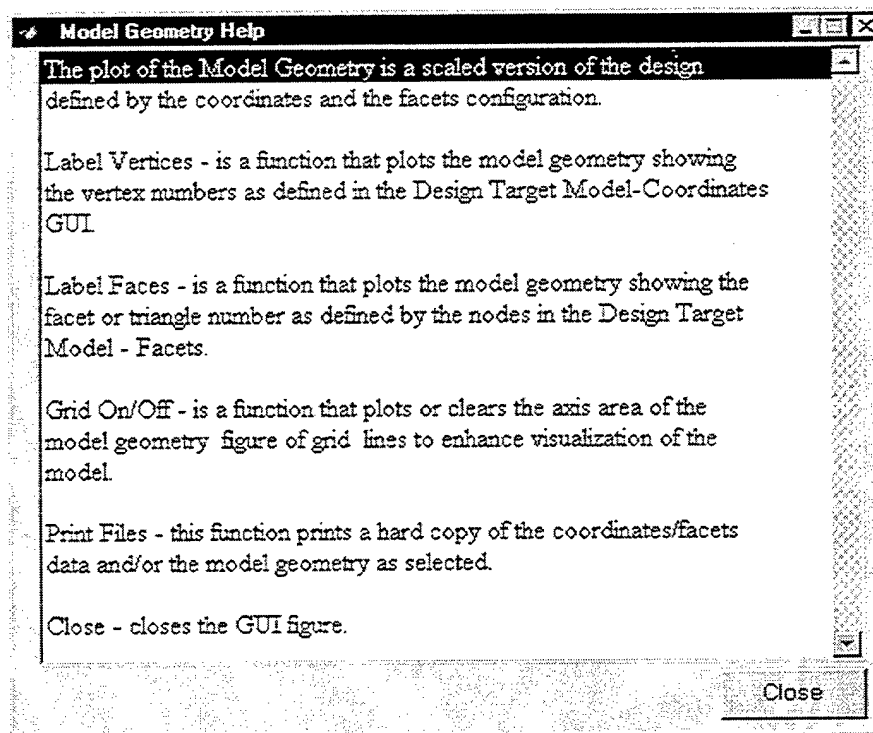 Model Geometry Help
The plot of the Model Geometry is a scaled version of the design
defined by the coordinates and the facets configuration.
Label Vertices - is a function that plots the model geometry showing
the vertex numbers as defined in the Design Target Model-Coordinates
GUI.
Label Faces - is a function that plots the model geometry showing the
facet or triangle number as defined by the nodes in the Design Target
Model - Facets.
Grid On/Off - is a function that plots or clears the axis area of the
model geometry figure of grid lines to enhance visualization of the
model.
Print Files - this function prints a hard copy of the coordinates/facets
data and/or the model geometry as selected.
Close - closes the GUI figure.
Close